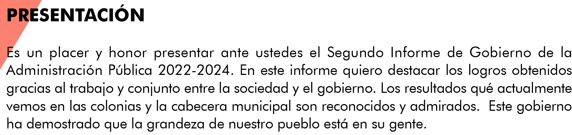 PRESENTACIÓN
Es un placer y honor presentar ante ustedes el Segundo Informe de Gobierno de la
Administración Pública 2022-2024. En este informe quiero destacar los logros obtenidos
gracias al trabajo y conjunto entre la sociedad y el gobierno. Los resultados qué actualmente
vemos en las colonias y la cabecera municipal son reconocidos y admirados.  Este gobierno
ha demostrado que la grandeza de nuestro pueblo está en su gente.